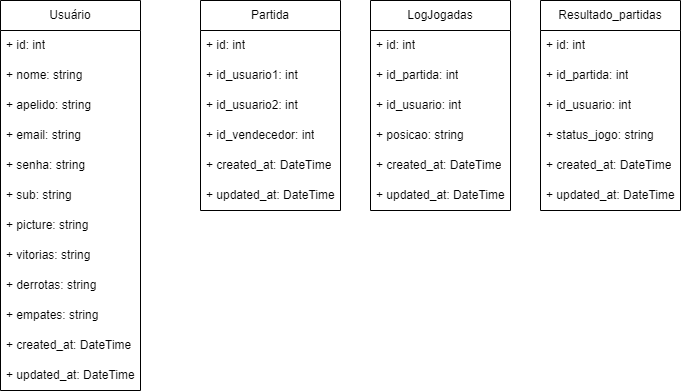 Usuário
+ id: int
+ nome: string
+ apelido: string
+ email: string
+ senha: string
+ sub: string
+ picture: string
+ vitorias: string
+ derrotas: string
+ empates: string
+ created_at: DateTime
+ updated_at: DateTime
Partida
+ id: int
+ id_usuario1: int
+ id_usuario2: int
+ id_vendecedor: int
+ created_at: DateTime
+ updated_at: DateTime
LogJogadas
+ id: int
+ id_partida: int
+ id_usuario: int
+ posicao: string
+ created_at: DateTime
+ updated_at: DateTime
Resultado_partidas
+ id: int
+ id_partida: int
+ id_usuario: int
+ status_jogo: string
+ created_at: DateTime
+ updated_at: DateTime